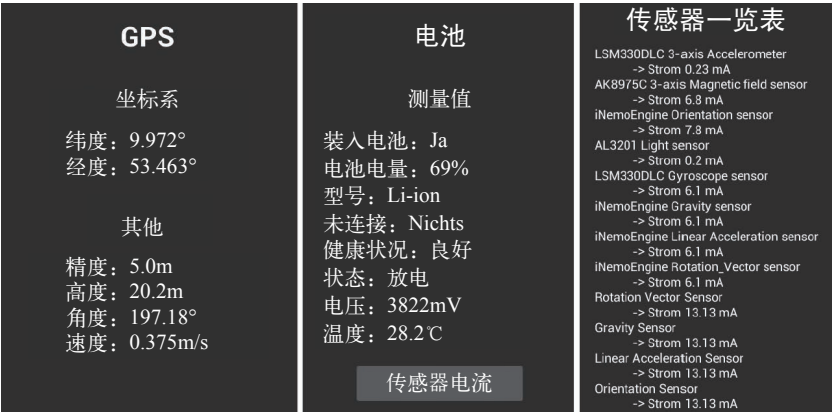 GPS
坐标系
纬度：9.972°
经度：53.463°
其他
精度：5.0m
高度：20.2m
角度：197.18°
速度：0.375m/s
电池
测量值
装入电池：Ja
电池电量：69%
型号：Li-ion
未连接：Nichts
健康状况：良好
状态：放电
电压：3822mV
温度：28.2℃
传感器电流
传感器一览表
LSM330DLC 3-axis Accelerometer
-> Strom 0.23 mA
AK8975C 3-axis Magnetic field sensor
-> Strom 6.8 mA
iNemoEngine Orientation sensor
-> Strom 7.8 mA
AL3201 Light sensor
-> Strom 0.2 mA
LSM330DLC Gyroscope sensor
-> Strom 6.1 mA
iNemoEngine Gravity sensor
-> Strom 6.1 mA
iNemoEngine Linear Acceleration sensor
-> Strom 6.1 mA
iNemoEngine Rotation_Vector sensor
-> Strom 6.1 mA
Rotation Vector Sensor
-> Strom 13.13 mA
Gravity Sensor
-> Strom 13.13 mA
Linear Acceleration Sensor
-> Strom 13.13 mA
Orientation Sensor
-> Strom 13.13 mA